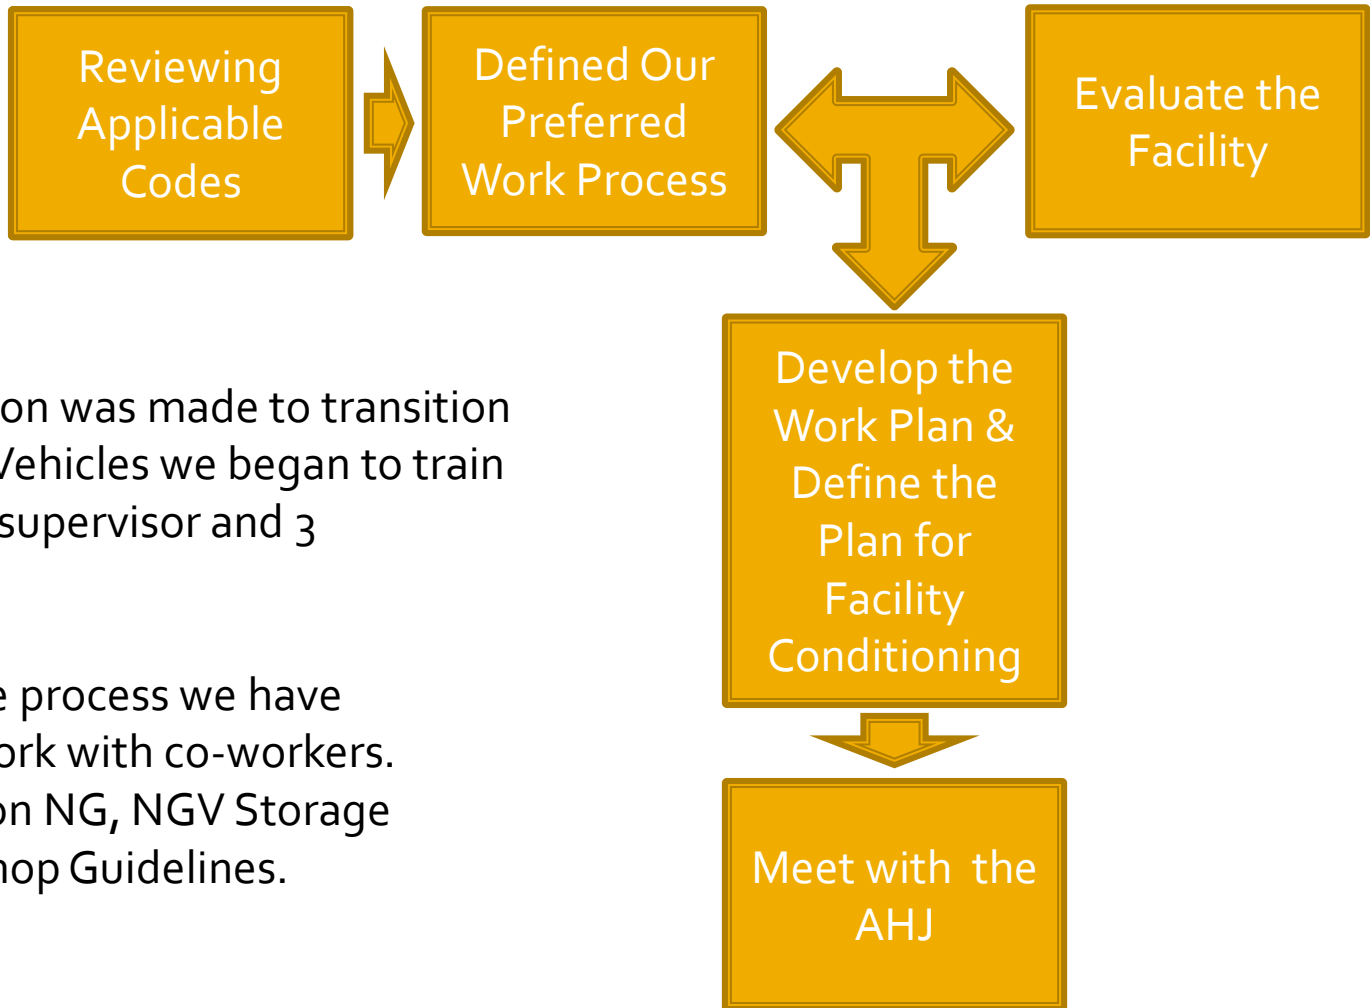 Reviewing
Applicable
Codes
Defined Our
Preferred
Work Process
Evaluate the
Facility
on was made to transition
Vehicles we began to train
supervisor and 3
e process we have
ork with co-workers.
on NG, NGV Storage
hop Guidelines.
Develop the
Work Plan &
Define the
Plan for
Facility
Conditioning
Meet with the
AHJ